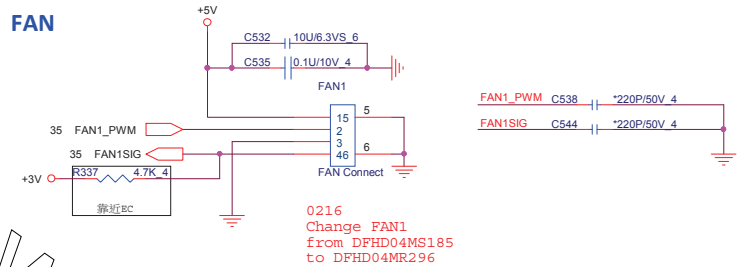 FAN
+5V
C532 10U/6.3VS_6
C535 0.1U/10V_4
FAN1
15 5
2
3
46 6
FAN Connect
35 FAN1_PWM
35 FAN1SIG
+3V R337 4.7K_4
靠近EC
FAN1_PWM C538 *220P/50V_4
FAN1SIG C544 *220P/50V_4
0216
Change FAN1
from DFHD04MS185
to DFHD04MR296